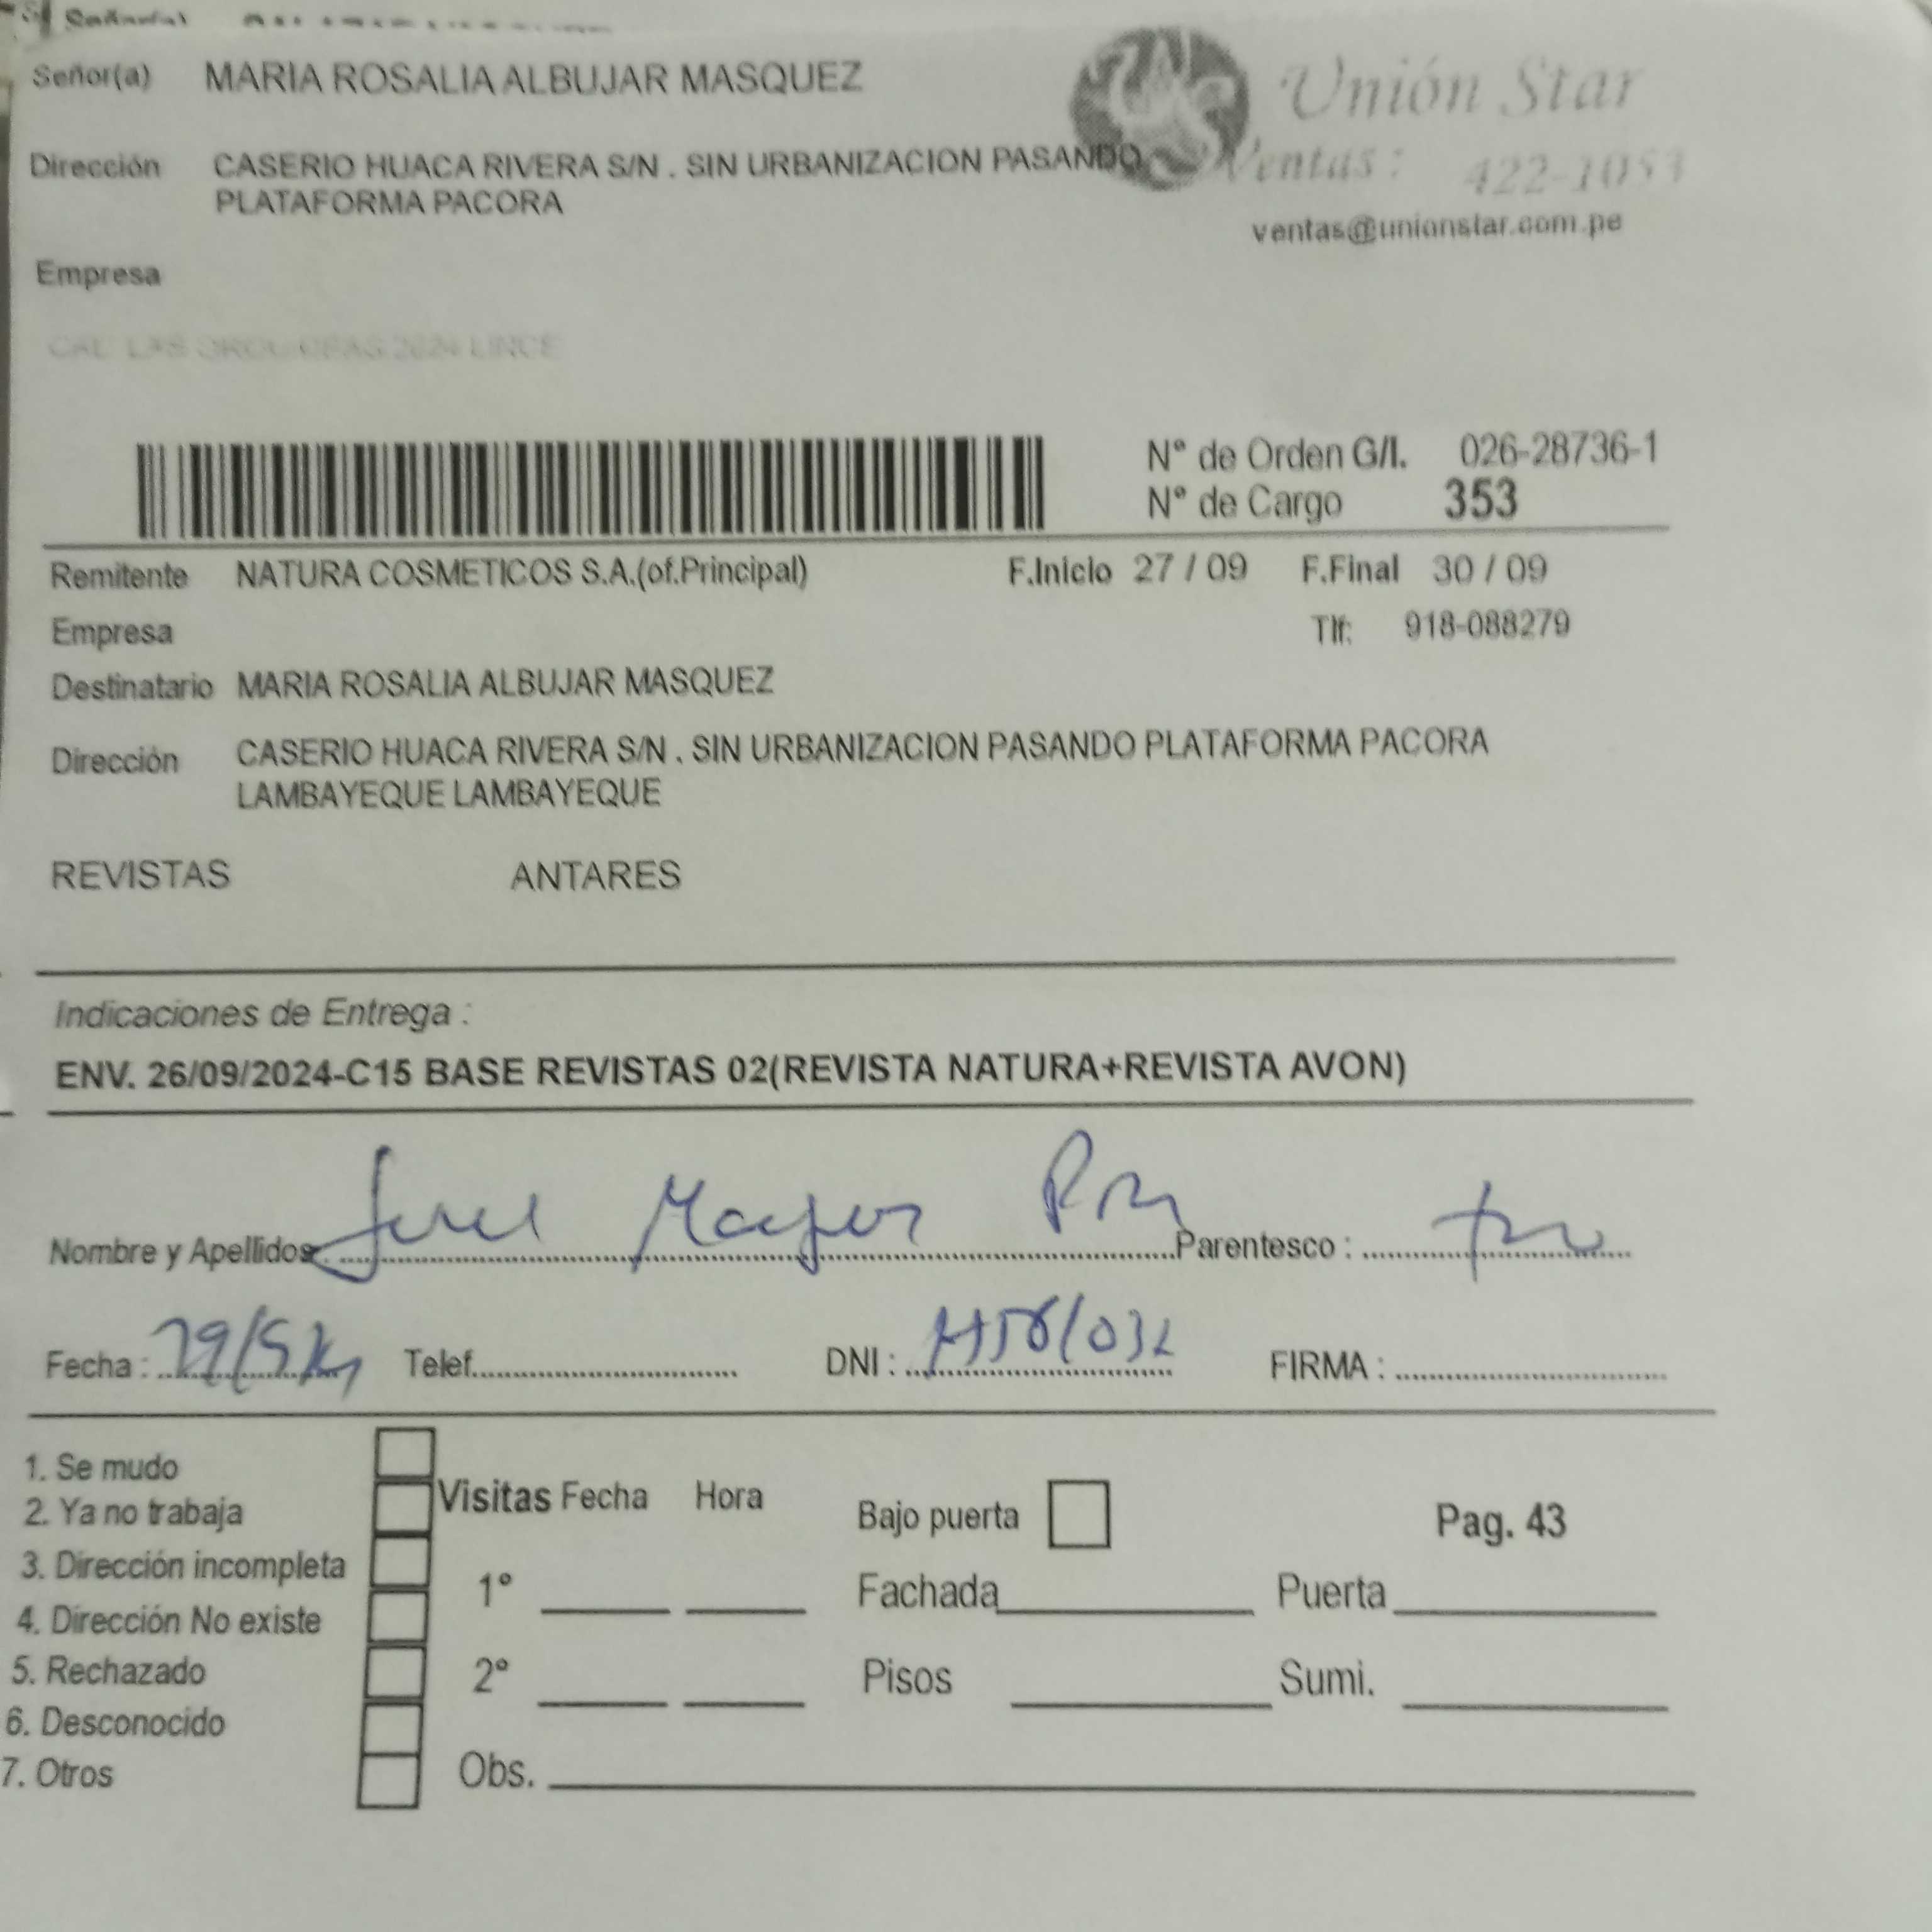 Señor(a) MARIA ROSALIA ALBUJAR MASQUEZ
Unión Star
Dirección CASERIO HUACA RIVERA S/N . SIN URBANIZACION PASANDO
PLATAFORMA PACORA
Ventas : 422-1053
ventas@unionstar.com.pe
Empresa
2024 LINCE
N° de Orden G/I. 026-28736-1
N° de Cargo 353
Remitente NATURA COSMETICOS S.A.(of.Principal) F.Inicio 27 / 09 F.Final 30 / 09
Empresa Tlf: 918-088279
Destinatario MARIA ROSALIA ALBUJAR MASQUEZ
Dirección CASERIO HUACA RIVERA S/N . SIN URBANIZACION PASANDO PLATAFORMA PACORA
LAMBAYEQUE LAMBAYEQUE
REVISTAS ANTARES
Indicaciones de Entrega :
ENV. 26/09/2024-C15 BASE REVISTAS 02(REVISTA NATURA+REVISTA AVON)
Nombre y Apellidos Parentesco :
Fecha : Telef. DNI : FIRMA :
1. Se mudo
2. Ya no trabaja
3. Dirección incompleta
4. Dirección No existe
5. Rechazado
6. Desconocido
7. Otros
Visitas Fecha Hora
1°
2°
Obs.
Bajo puerta Pag. 43
Fachada Puerta
Pisos Sumi.